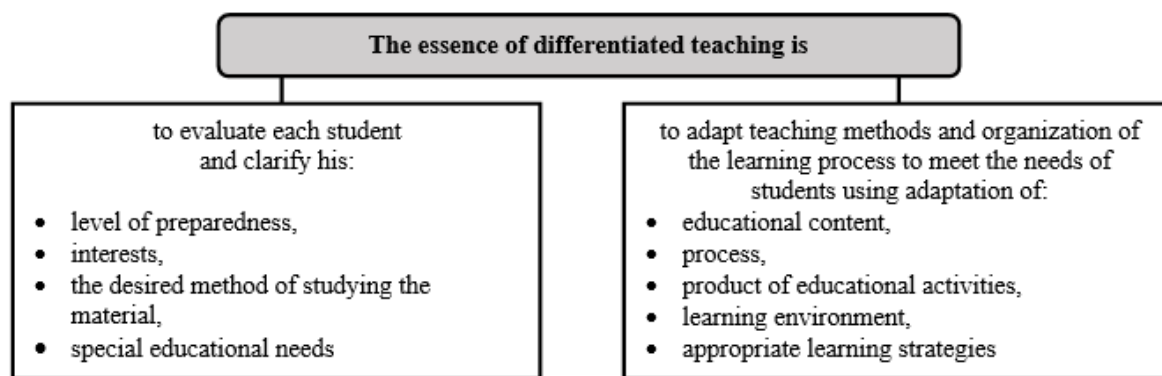 The essence of differentiated teaching is
to evaluate each student
and clarify his:
• level of preparedness,
• interests,
• the desired method of studying the
material,
• special educational needs
to adapt teaching methods and organization of
the learning process to meet the needs of
students using adaptation of:
• educational content,
• process,
• product of educational activities,
• learning environment,
• appropriate learning strategies